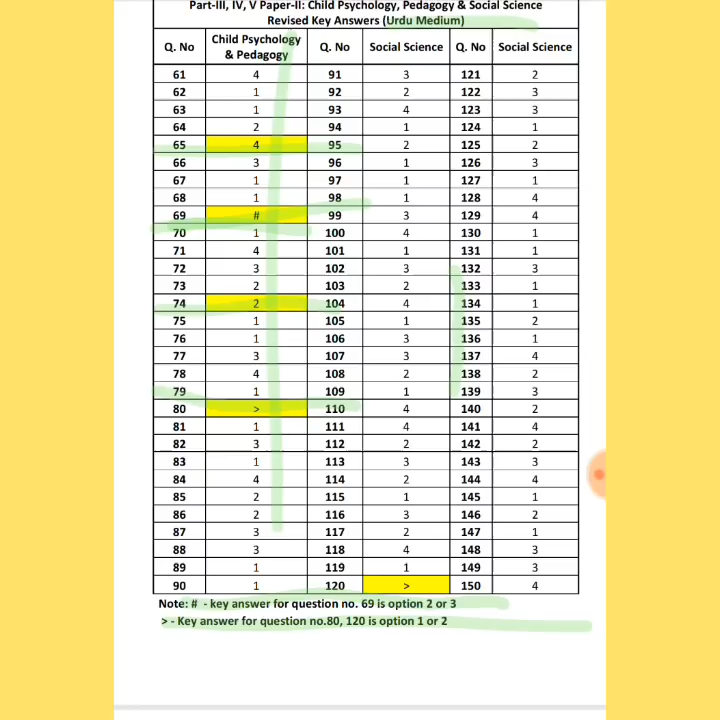 Part-III, IV, V Paper-II: Child Psychology, Pedagogy & Social Science
Revised Key Answers (Urdu Medium)
Q. No Child Psychology & Pedagogy Q. No Social Science Q. No Social Science
61 4 91 3 121 2
62 1 92 2 122 3
63 1 93 4 123 3
64 2 94 1 124 1
65 4 95 2 125 2
66 3 96 1 126 3
67 1 97 1 127 1
68 1 98 1 128 4
69 # 99 3 129 4
70 1 100 4 130 1
71 4 101 1 131 1
72 3 102 3 132 3
73 2 103 2 133 1
74 2 104 4 134 1
75 1 105 1 135 2
76 1 106 3 136 1
77 3 107 3 137 4
78 4 108 2 138 2
79 1 109 1 139 3
80 > 110 4 140 2
81 1 111 4 141 4
82 3 112 2 142 2
83 1 113 3 143 3
84 4 114 2 144 4
85 2 115 1 145 1
86 2 116 3 146 2
87 3 117 2 147 1
88 3 118 4 148 3
89 1 119 1 149 3
90 1 120 > 150 4
Note: # - key answer for question no. 69 is option 2 or 3
> - Key answer for question no.80, 120 is option 1 or 2